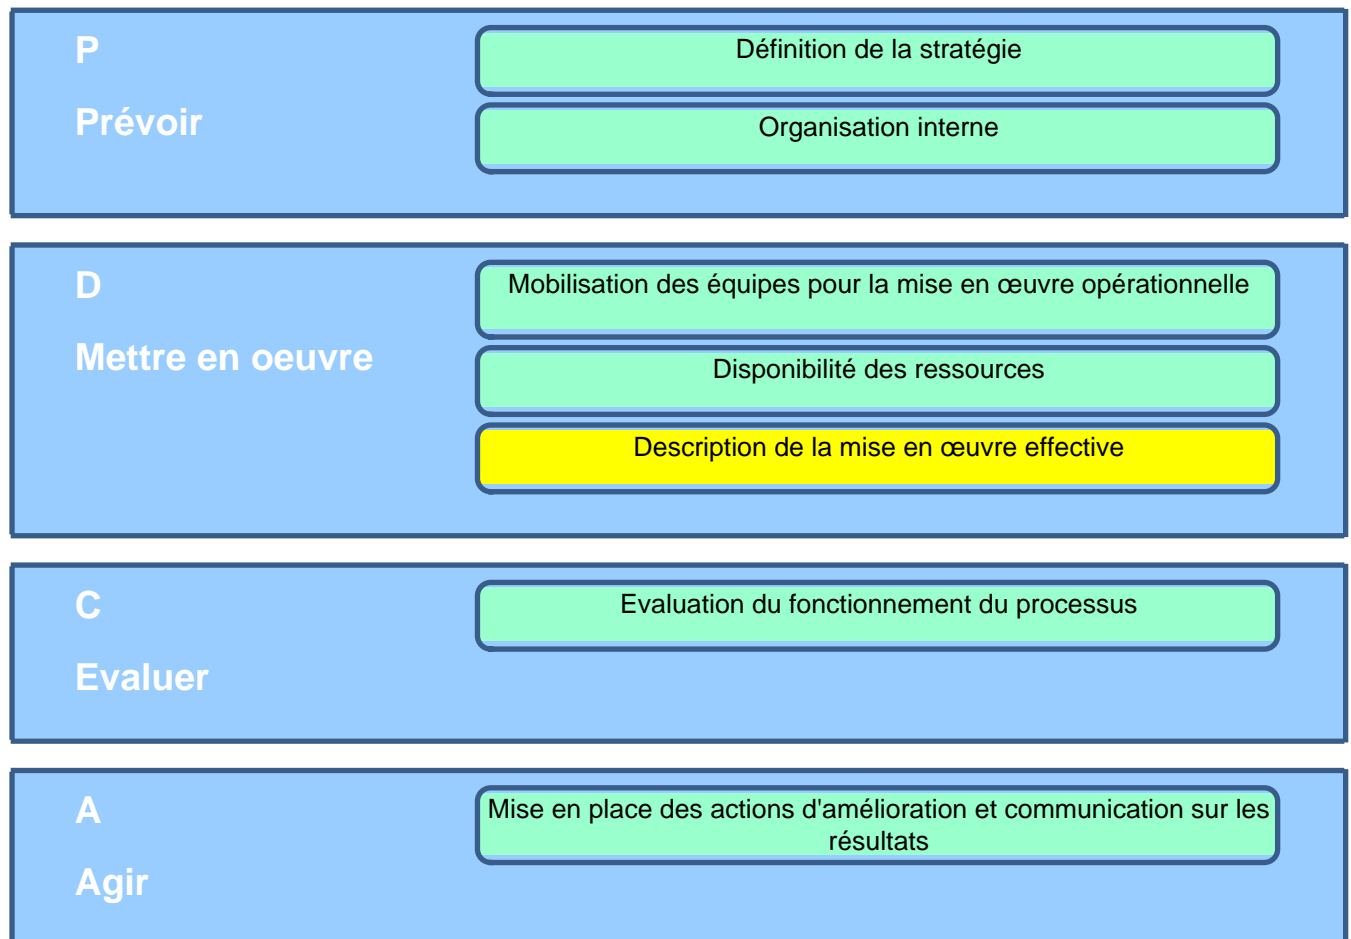 P
Prévoir
Définition de la stratégie
Organisation interne
D
Mettre en oeuvre
Mobilisation des équipes pour la mise en œuvre opérationnelle
Disponibilité des ressources
Description de la mise en œuvre effective
C
Evaluer
Evaluation du fonctionnement du processus
A
Agir
Mise en place des actions d'amélioration et communication sur les
résultats